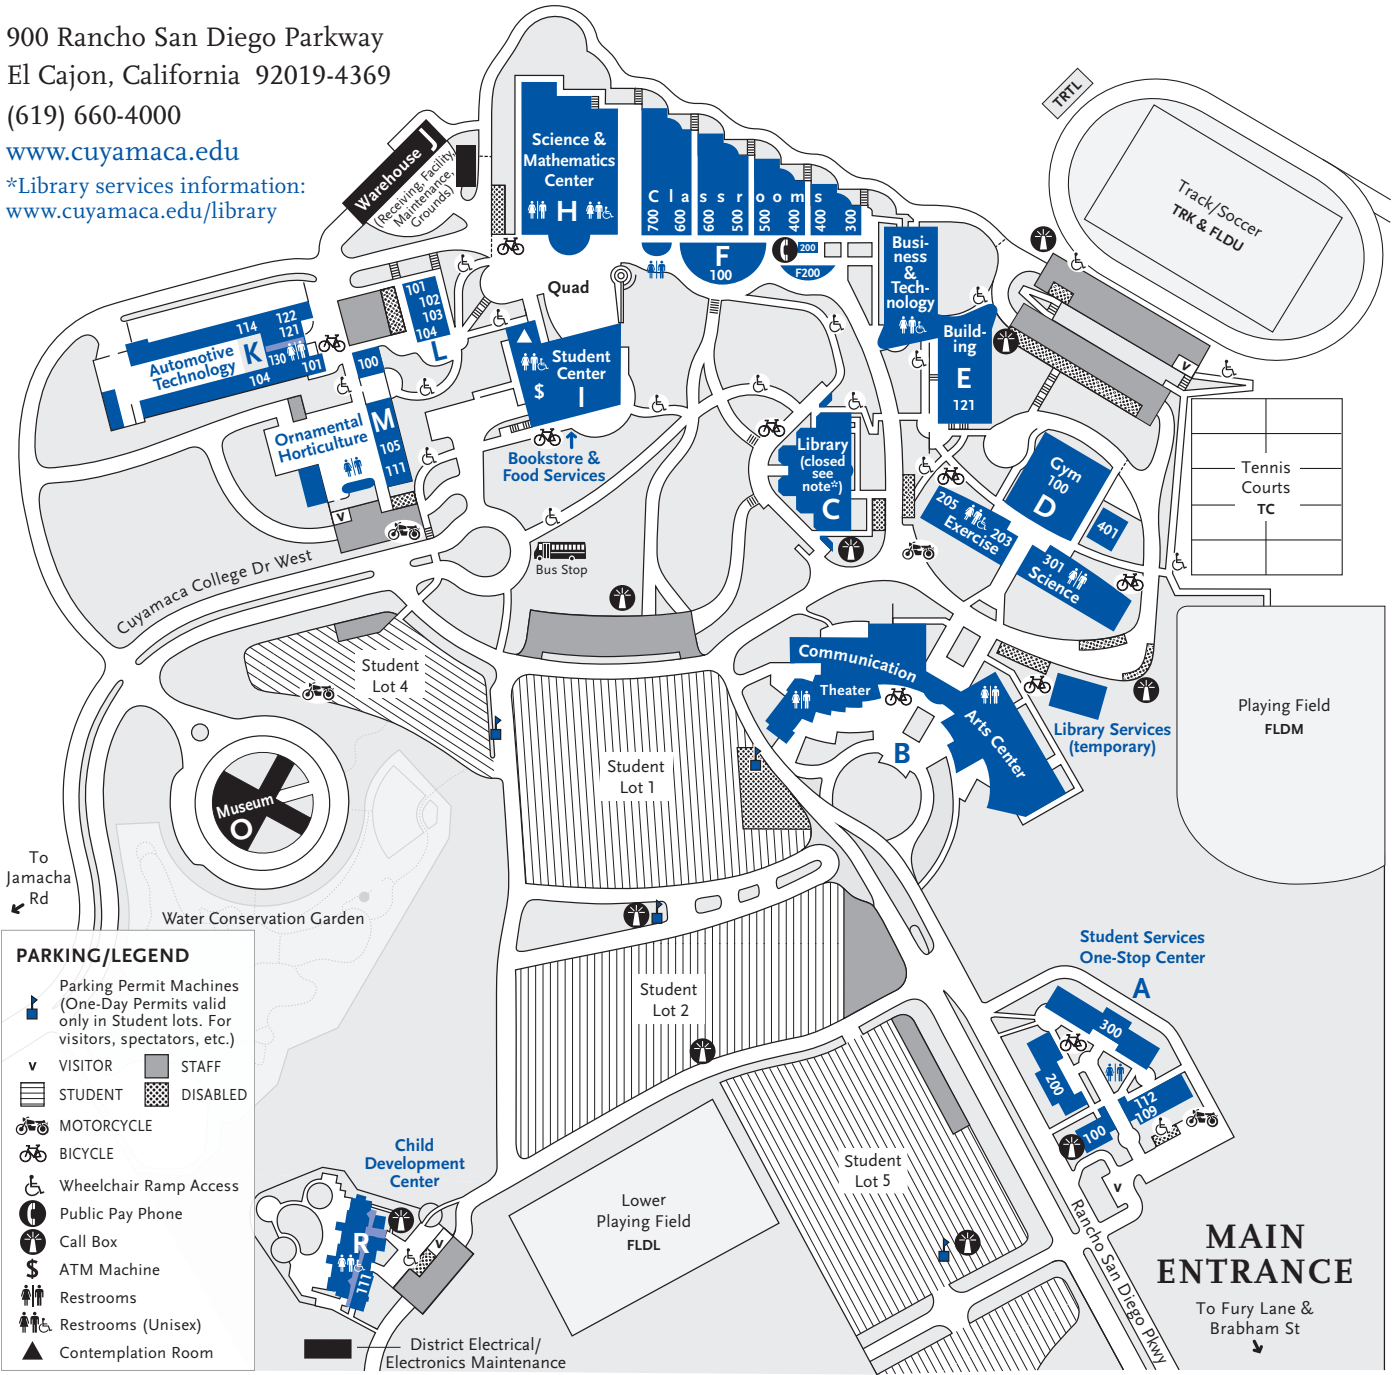 900 Rancho San Diego Parkway
El Cajon, California 92019-4369
(619) 660-4000
www.cuyamaca.edu
*Library services information:
www.cuyamaca.edu/library
Warehouse J
(Receiving, Facility,
Maintenance,
Grounds)
Science &
Mathematics
Center
H
Classrooms
700
600
600
500
500
400
400
300
F
100
200
F200
TRTL
Track/Soccer
TRK & FLDU
Busi-
ness
&
Tech-
nology
Build-
ing
E
121
Quad
101
102
103
104
L
114
122
121
Automotive
Technology
K
130
101
104
100
Ornamental
Horticulture
M
105
111
v
Student
Center
$
I
Bookstore &
Food Services
Library
(closed
see
note*)
C
v
Gym
100
D
401
205
203
Exercise
301
Science
Tennis
Courts
TC
Bus Stop
Cuyamaca College Dr West
Student
Lot 4
Communication
Theater
Arts Center
B
Library Services
(temporary)
Playing Field
FLDM
Museum
O
Student
Lot 1
To
Jamacha
Rd
Water Conservation Garden
Student
Lot 2
Student Services
One-Stop Center
A
300
200
112
109
100
v
Student
Lot 5
Rancho San Diego Pkwy
MAIN
ENTRANCE
To Fury Lane &
Brabham St
Child
Development
Center
R
111
v
Lower
Playing Field
FLDL
District Electrical/
Electronics Maintenance
PARKING/LEGEND
Parking Permit Machines
(One-Day Permits valid
only in Student lots. For
visitors, spectators, etc.)
v VISITOR
STAFF
STUDENT
DISABLED
MOTORCYCLE
BICYCLE
Wheelchair Ramp Access
Public Pay Phone
Call Box
$ ATM Machine
Restrooms
Restrooms (Unisex)
Contemplation Room